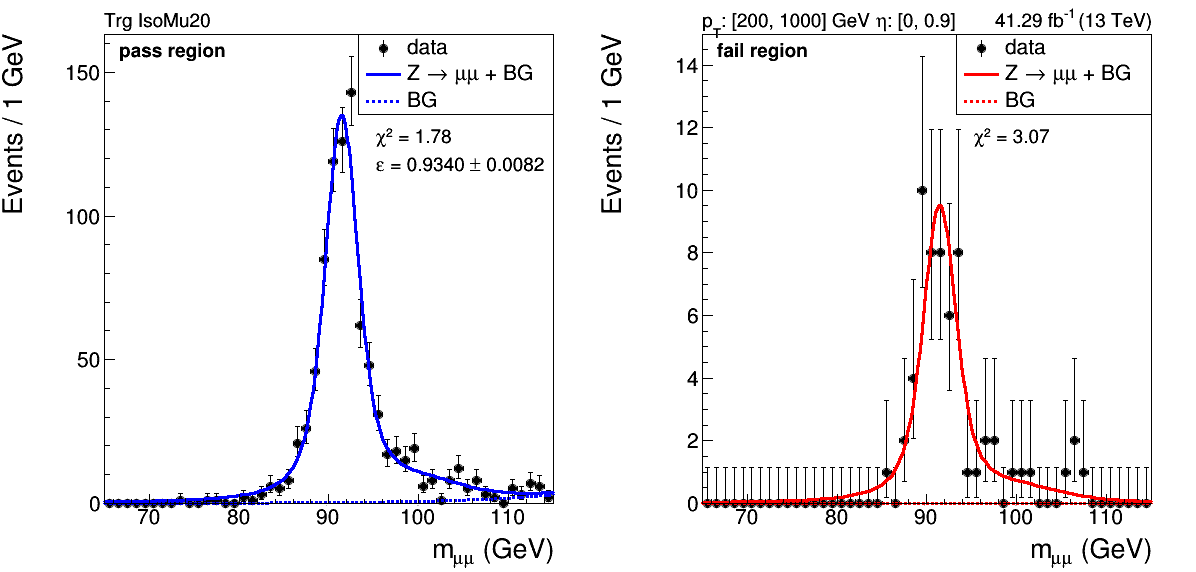 Trg IsoMu20
pass region
data
Z → μμ + BG
BG
χ² = 1.78
ε = 0.9340 ± 0.0082
Events / 1 GeV
150
100
50
0
70 80 90 100 110
m_μμ (GeV)
p_T: [200, 1000] GeV η: [0, 0.9] 41.29 fb⁻¹ (13 TeV)
fail region
data
Z → μμ + BG
BG
χ² = 3.07
Events / 1 GeV
14
12
10
8
6
4
2
0
70 80 90 100 110
m_μμ (GeV)